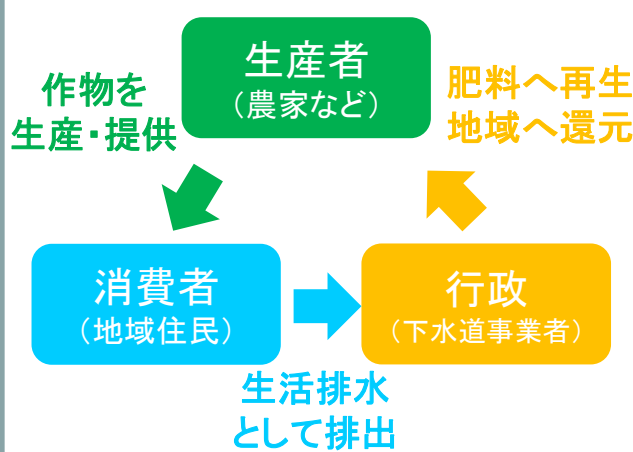 生産者
（農家など）
作物を
生産・提供
肥料へ再生
地域へ還元
消費者
（地域住民）
行政
（下水道事業者）
生活排水
として排出